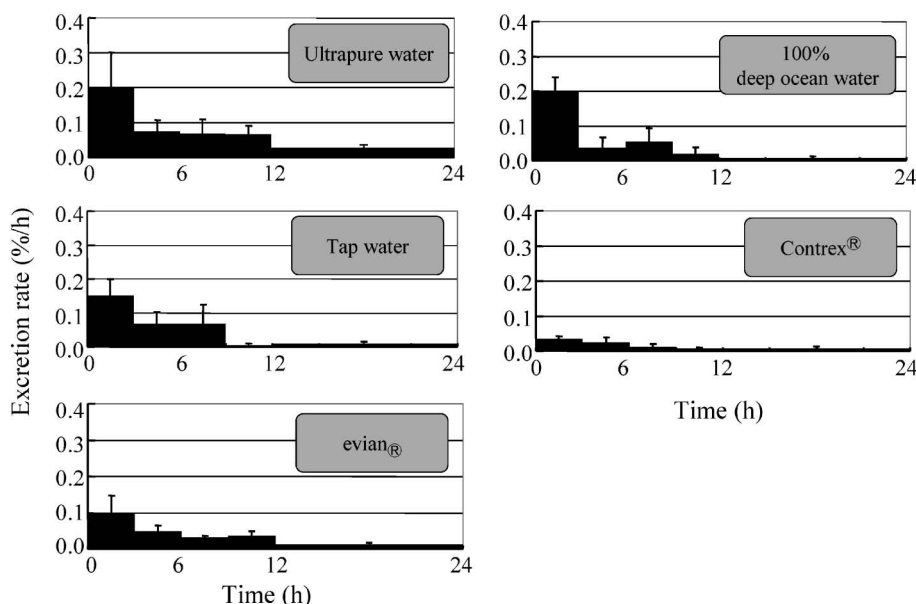 Excretion rate (%/h)
0.4
0.3
0.2
0.1
0.0
Ultrapure water
0 6 12 24
0.4
0.3
0.2
0.1
0.0
100%
deep ocean water
0 6 12 24
0.4
0.3
0.2
0.1
0.0
Tap water
0 6 12 24
0.4
0.3
0.2
0.1
0.0
Contrex®
0 6 12 24
Time (h)
0.4
0.3
0.2
0.1
0.0
evian®
0 6 12 24
Time (h)